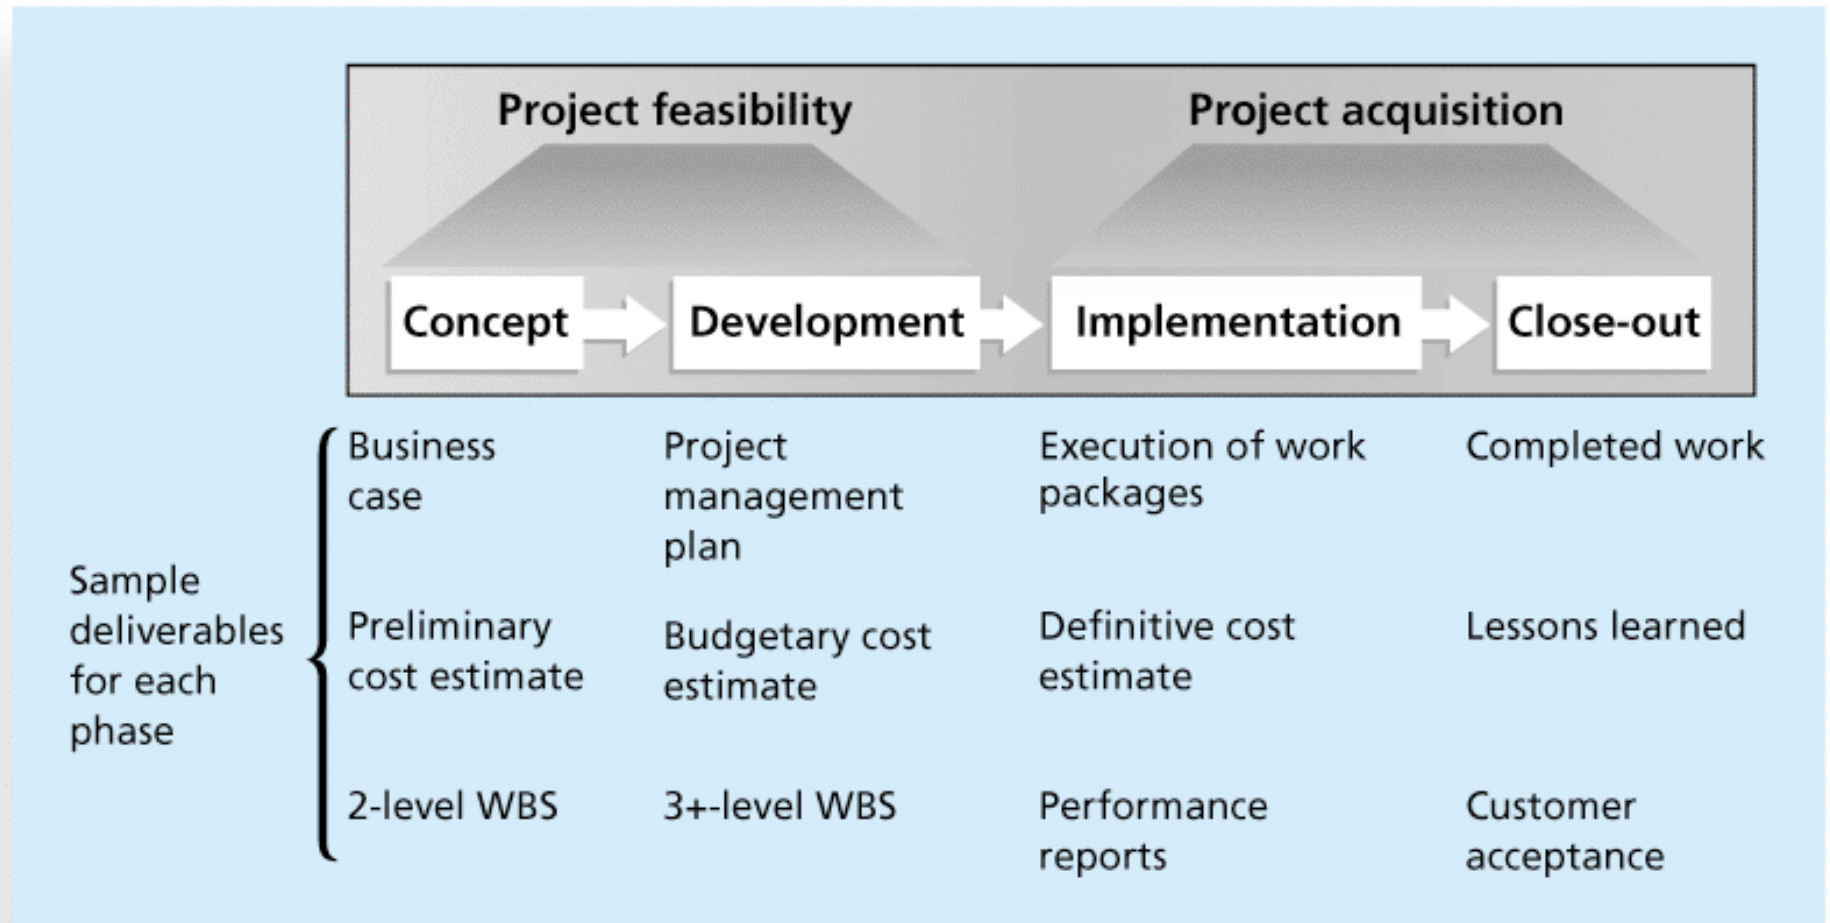 Project feasibility
Project acquisition
Concept
Development
Implementation
Close-out
Sample
deliverables
for each
phase
Business
case
Project
management
plan
Execution of work
packages
Completed work
Preliminary
cost estimate
Budgetary cost
estimate
Definitive cost
estimate
Lessons learned
2-level WBS
3+-level WBS
Performance
reports
Customer
acceptance